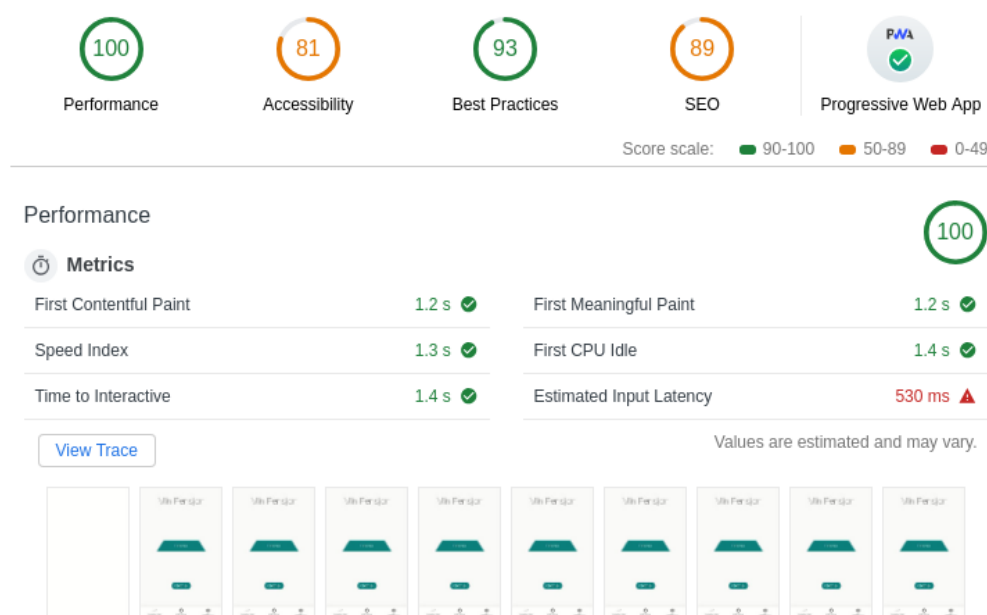 100
81
93
89
PWA
Performance
Accessibility
Best Practices
SEO
Progressive Web App
Score scale: 90-100 50-89 0-49
Performance
100
Metrics
First Contentful Paint 1.2 s
First Meaningful Paint 1.2 s
Speed Index 1.3 s
First CPU Idle 1.4 s
Time to Interactive 1.4 s
Estimated Input Latency 530 ms
View Trace
Values are estimated and may vary.